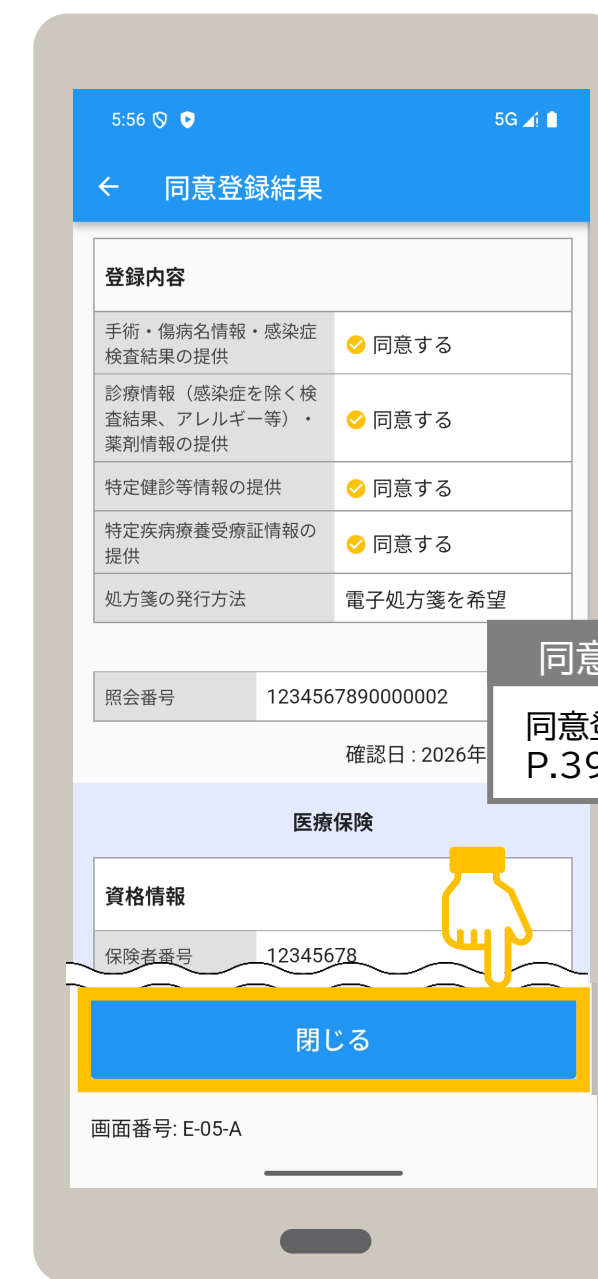 5:56 5G
同意登録結果
登録内容
手術・傷病名情報・感染症
検査結果の提供
同意する
診療情報（感染症を除く検
査結果、アレルギー等）・
薬剤情報の提供
同意する
特定健診等情報の提供 同意する
特定疾病療養受療証情報の
提供
同意する
処方箋の発行方法 電子処方箋を希望
同意
照会番号 1234567890000002
同意登
P.39
確認日 : 2026年
医療保険
資格情報
保険者番号 12345678
閉じる
画面番号: E-05-A